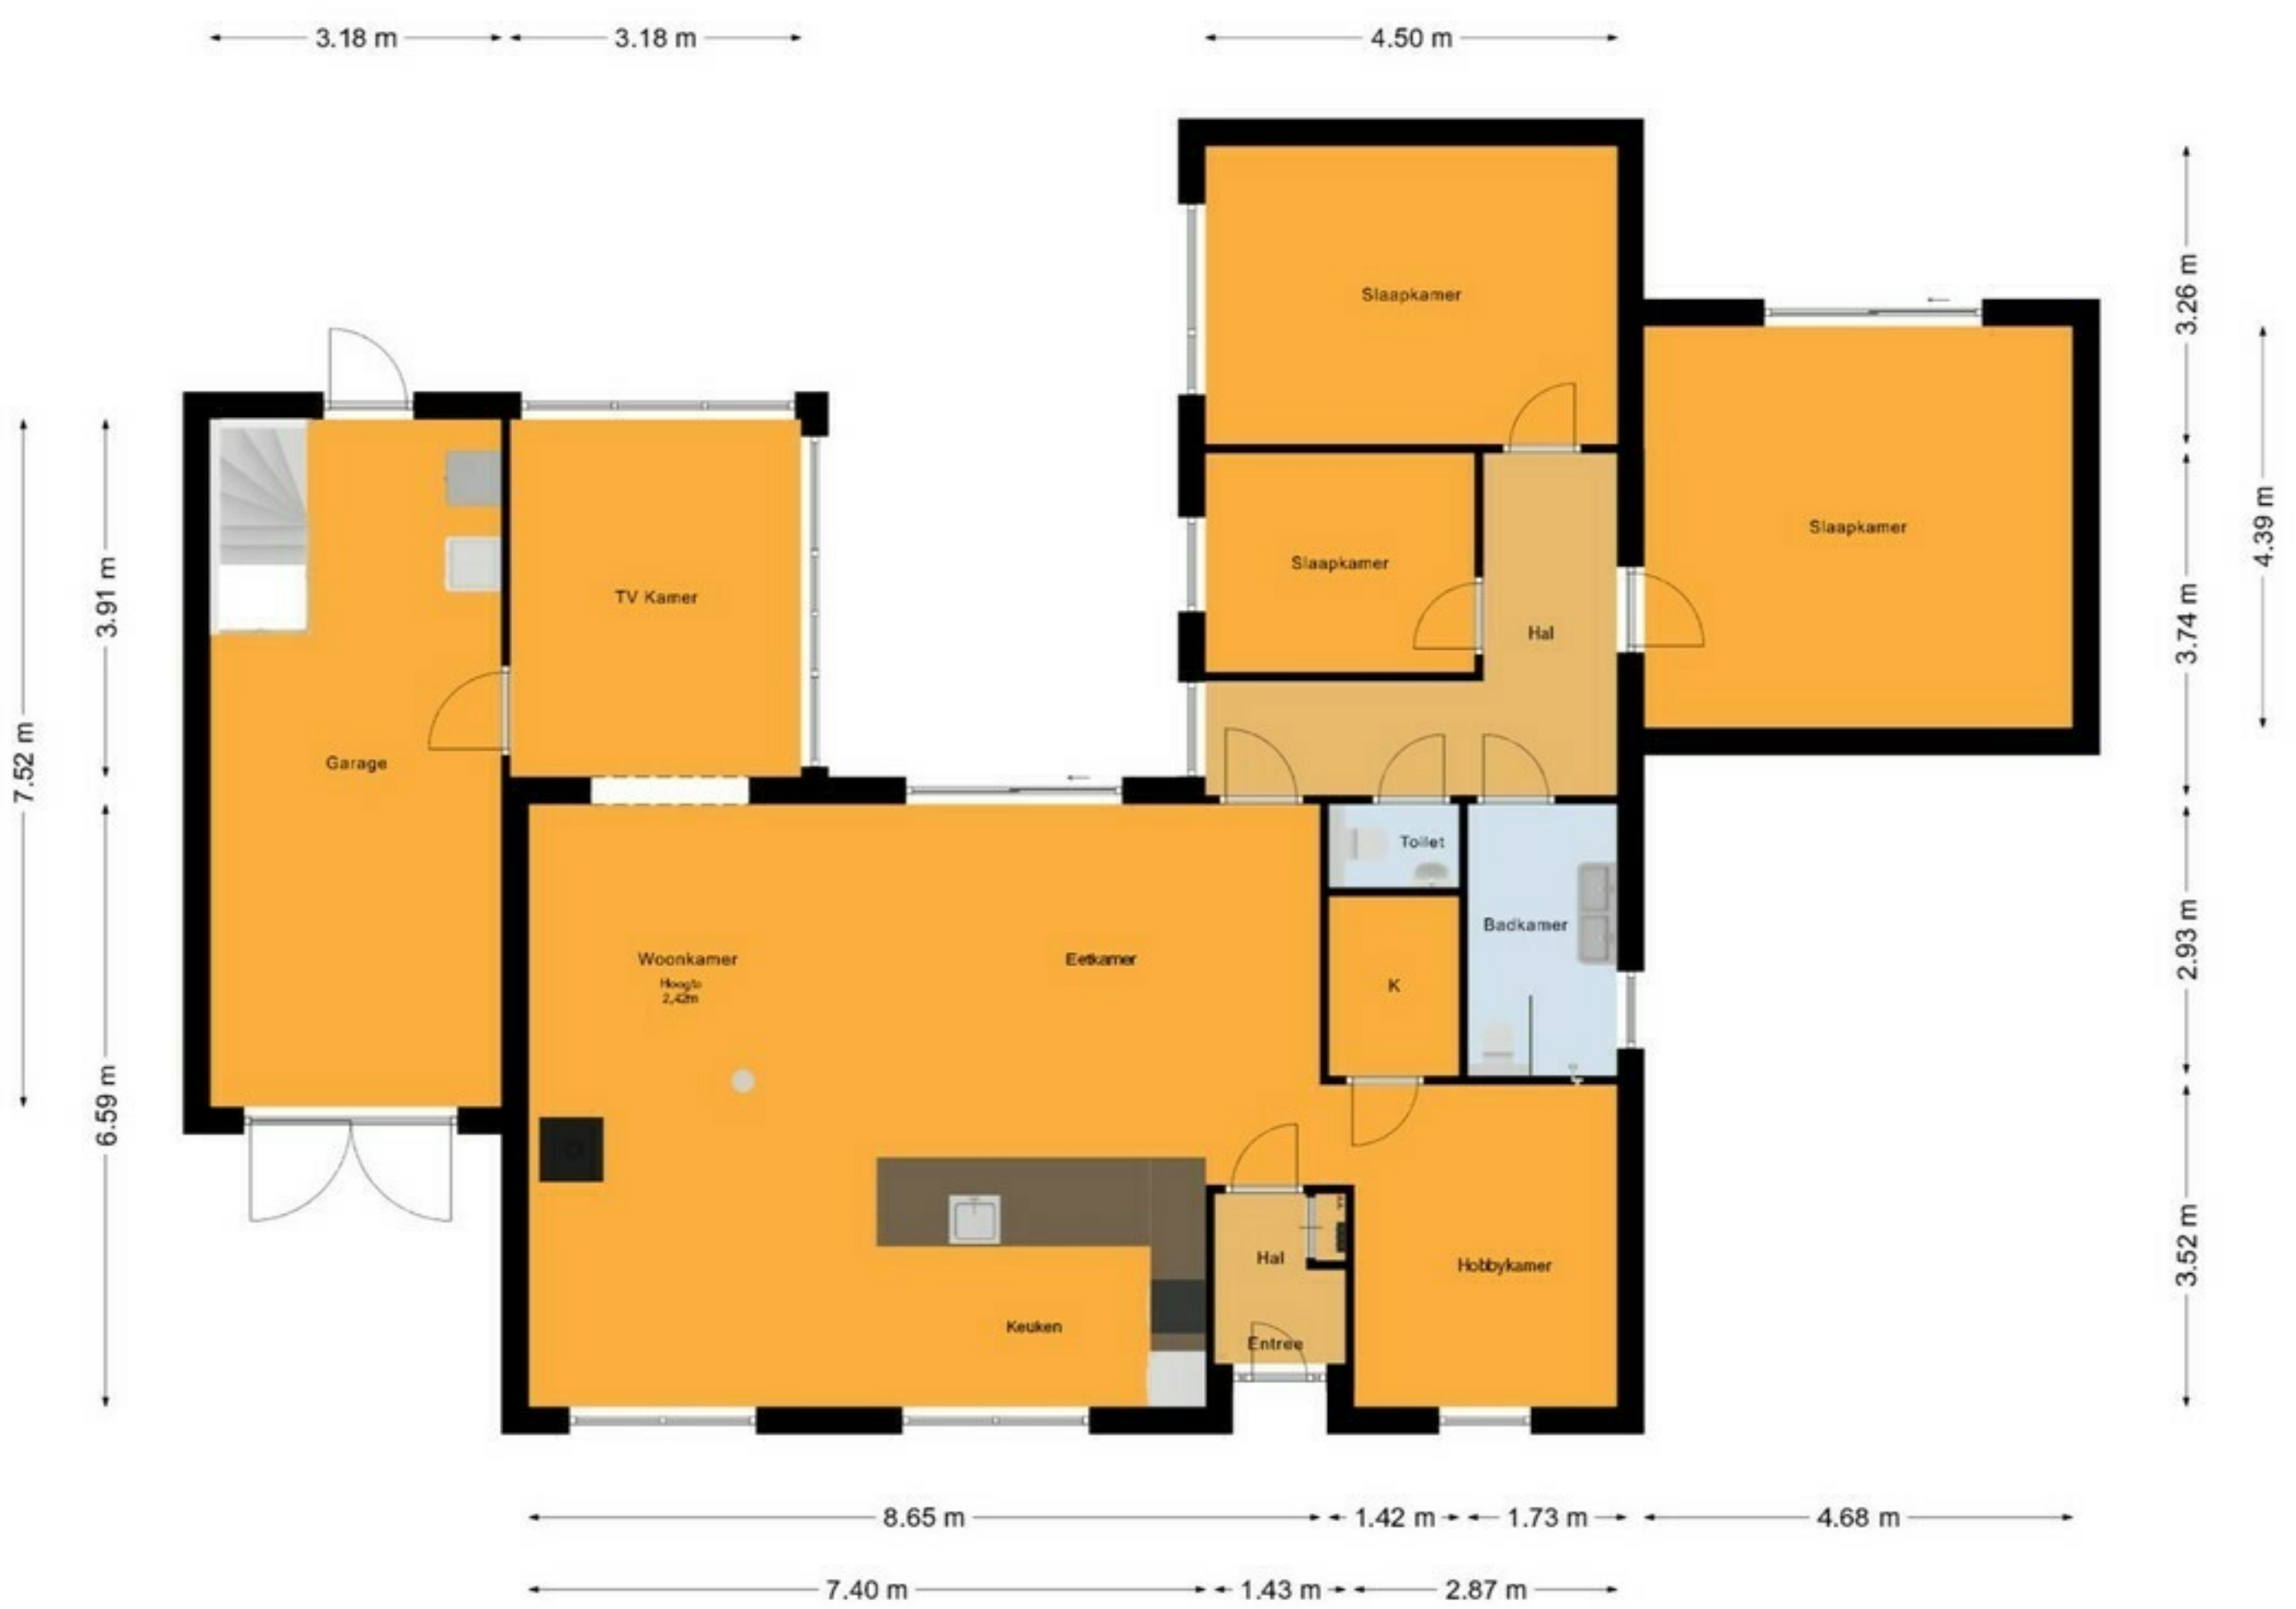 3.18 m
3.18 m
4.50 m
Slaapkamer
3.26 m
Slaapkamer
4.39 m
Slaapkamer
TV Kamer
3.91 m
Hal
3.74 m
Garage
7.52 m
Toilet
Badkamer
2.93 m
Woonkamer
Hoogte
2,42m
Eetkamer
K
6.59 m
Hal
Hobbykamer
3.52 m
Keuken
Entree
8.65 m
1.42 m
1.73 m
4.68 m
7.40 m
1.43 m
2.87 m